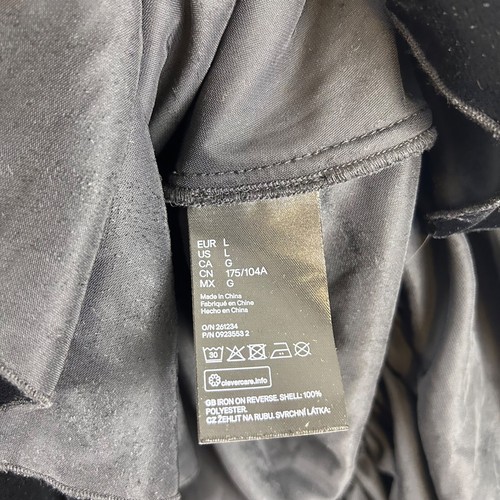 EUR L
US L
CA G
CN 175/104A
MX G
Made in China
Fabriqué en Chine
Hecho en China
O/N 261234
P/N 0923553 2
30
clevercare.info
GB IRON ON REVERSE. SHELL: 100%
POLYESTER.
CZ ŽEHLIT NA RUBU. SVRCHNÍ LÁTKA: